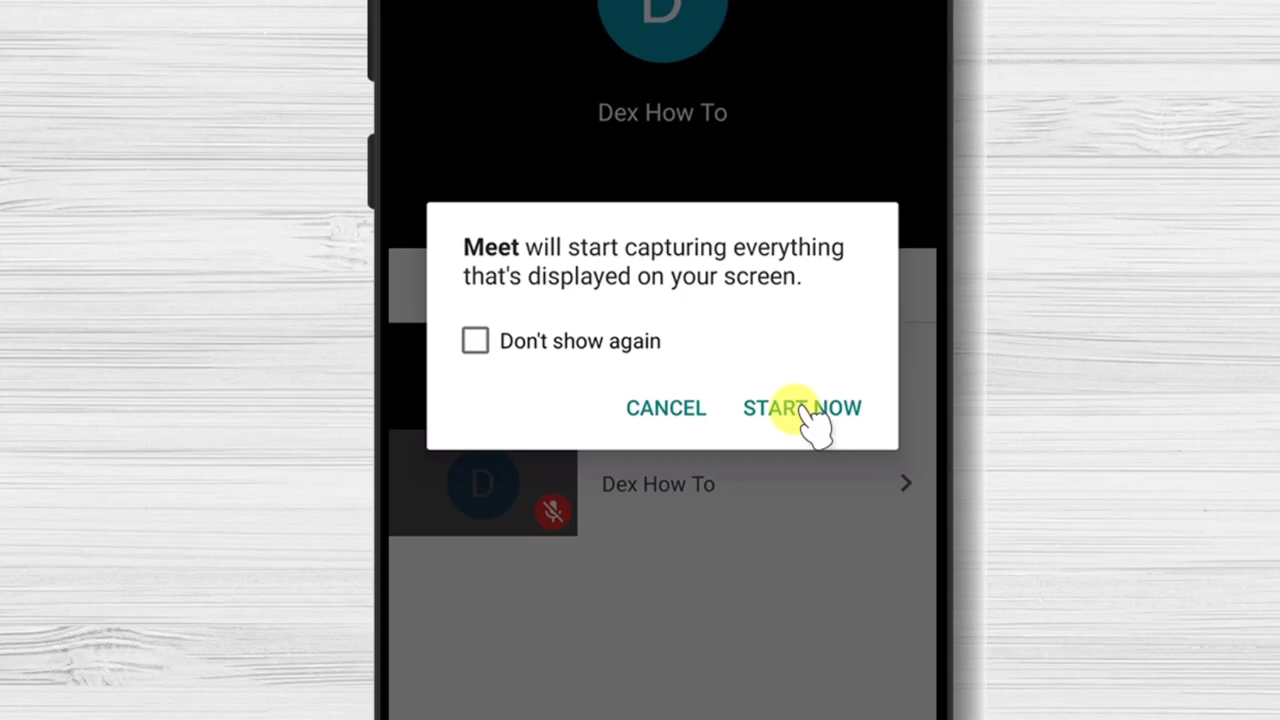 D
Dex How To
Meet will start capturing everything
that's displayed on your screen.
Don't show again
CANCEL START NOW
D
Dex How To